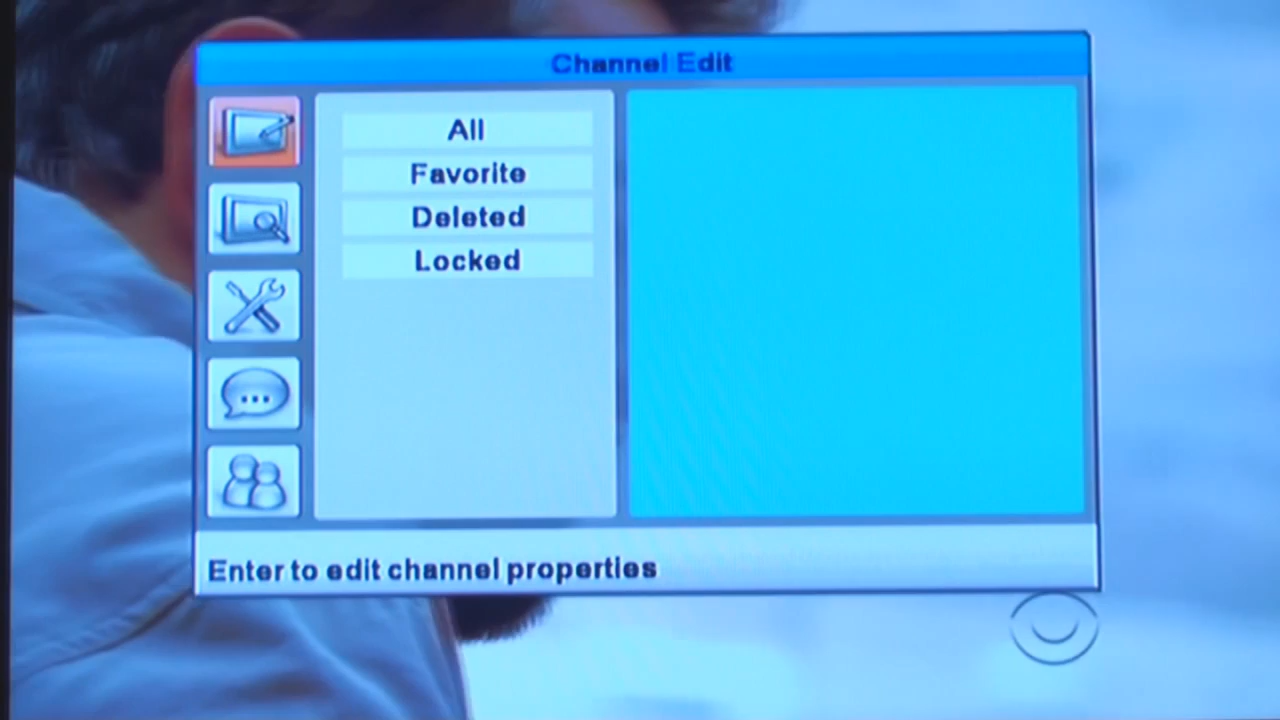 Channel Edit
All
Favorite
Deleted
Locked
Enter to edit channel properties